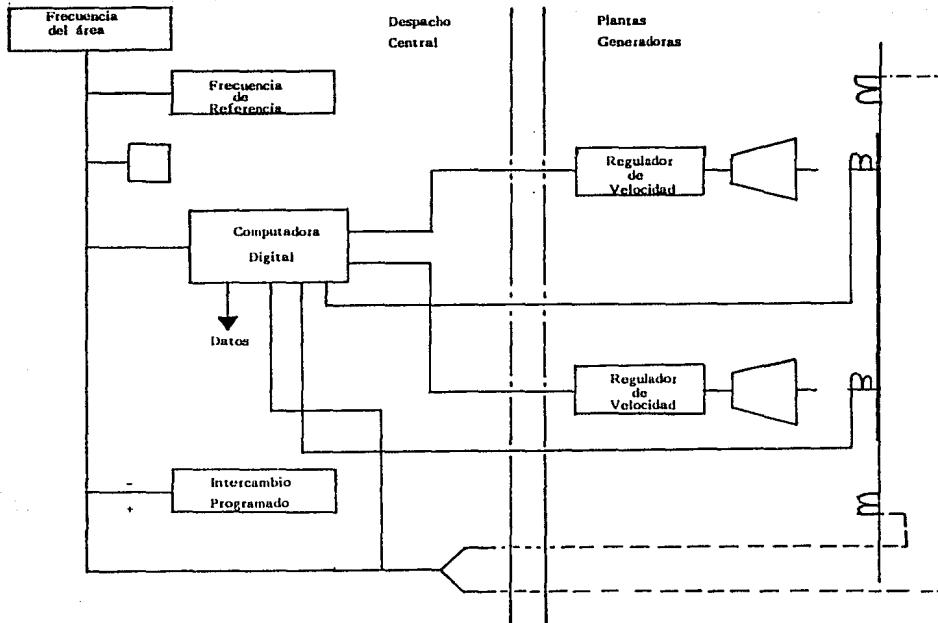 Frecuencia
del área
Despacho
Central
Plantas
Generadoras
Frecuencia
de
Referencia
Regulador
de
Velocidad
Computadora
Digital
Datos
Regulador
de
Velocidad
-
+
Intercambio
Programado